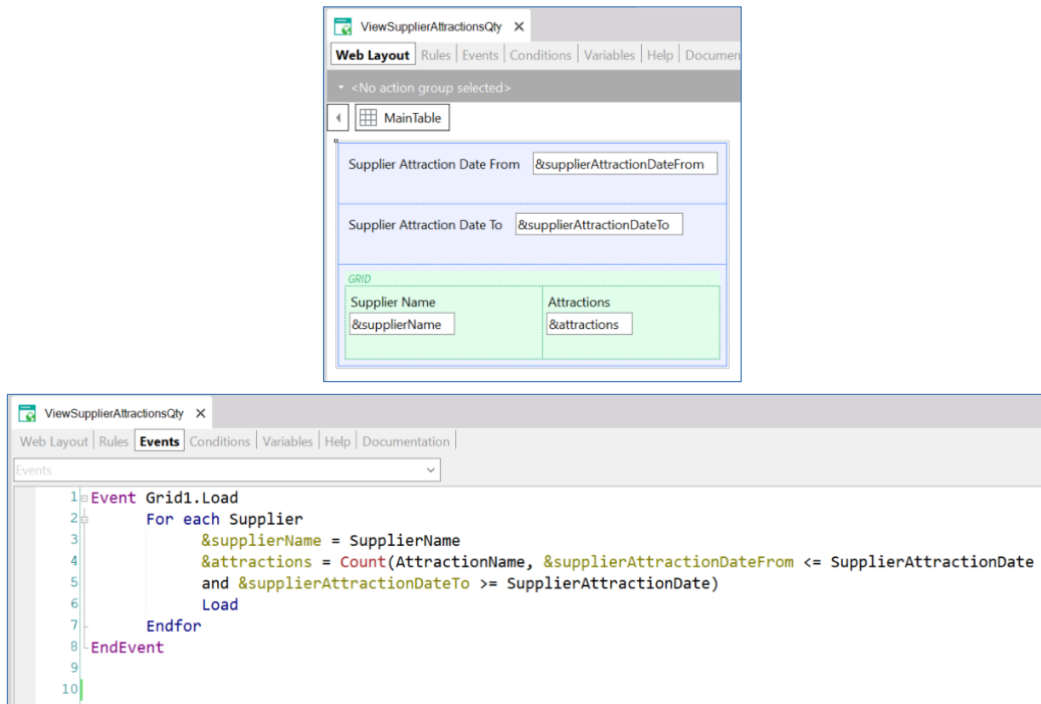 ViewSupplierAttractionsQty ×
Web Layout Rules Events Conditions Variables Help Documen
<No action group selected>
MainTable
Supplier Attraction Date From &supplierAttractionDateFrom
Supplier Attraction Date To &supplierAttractionDateTo
GRID
Supplier Name Attractions
&supplierName &attractions
ViewSupplierAttractionsQty ×
Web Layout Rules Events Conditions Variables Help Documentation
Events
1 Event Grid1.Load
2 For each Supplier
3 &supplierName = SupplierName
4 &attractions = Count(AttractionName, &supplierAttractionDateFrom <= SupplierAttractionDate
5 and &supplierAttractionDateTo >= SupplierAttractionDate)
6 Load
7 Endfor
8 EndEvent
9
10